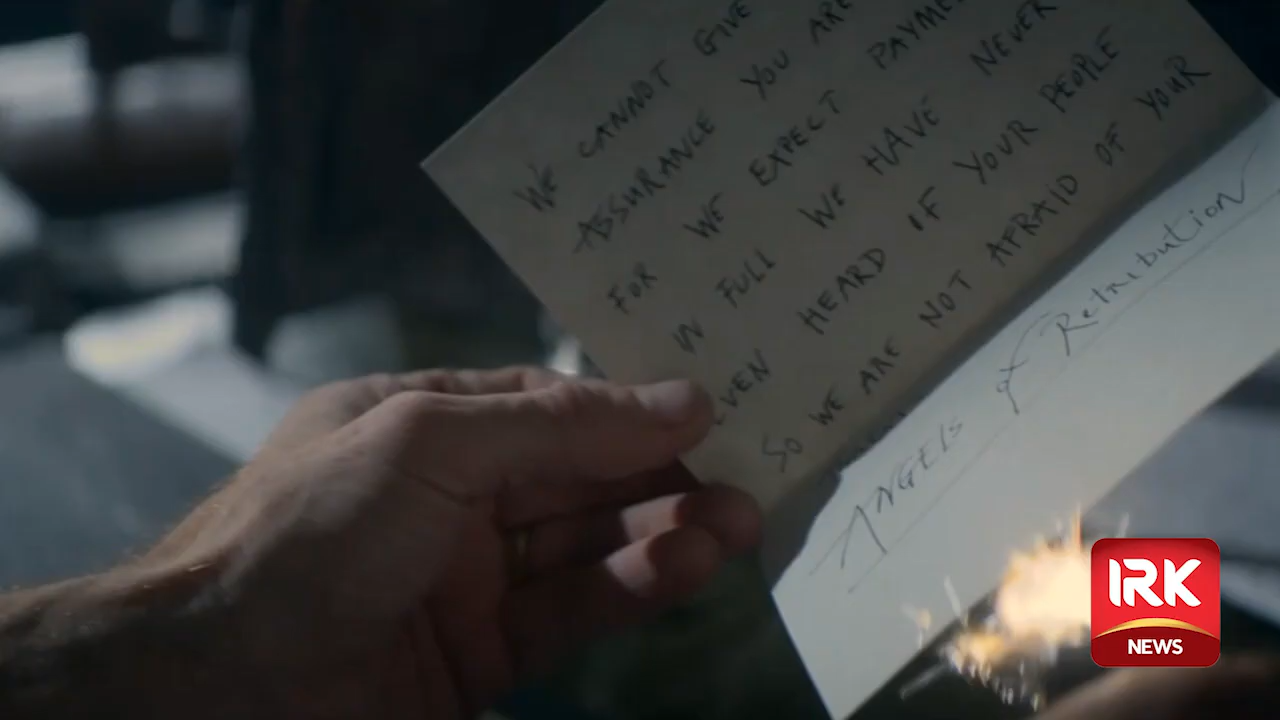 WE CANNOT GIVE
ASSURANCE YOU ARE
FOR WE EXPECT
IN FULL WE HAVE NEVER
EVEN HEARD IF YOUR PEOPLE
SO WE ARE NOT AFRAID OF YOUR
ANGELS of Retribution
IRK
NEWS